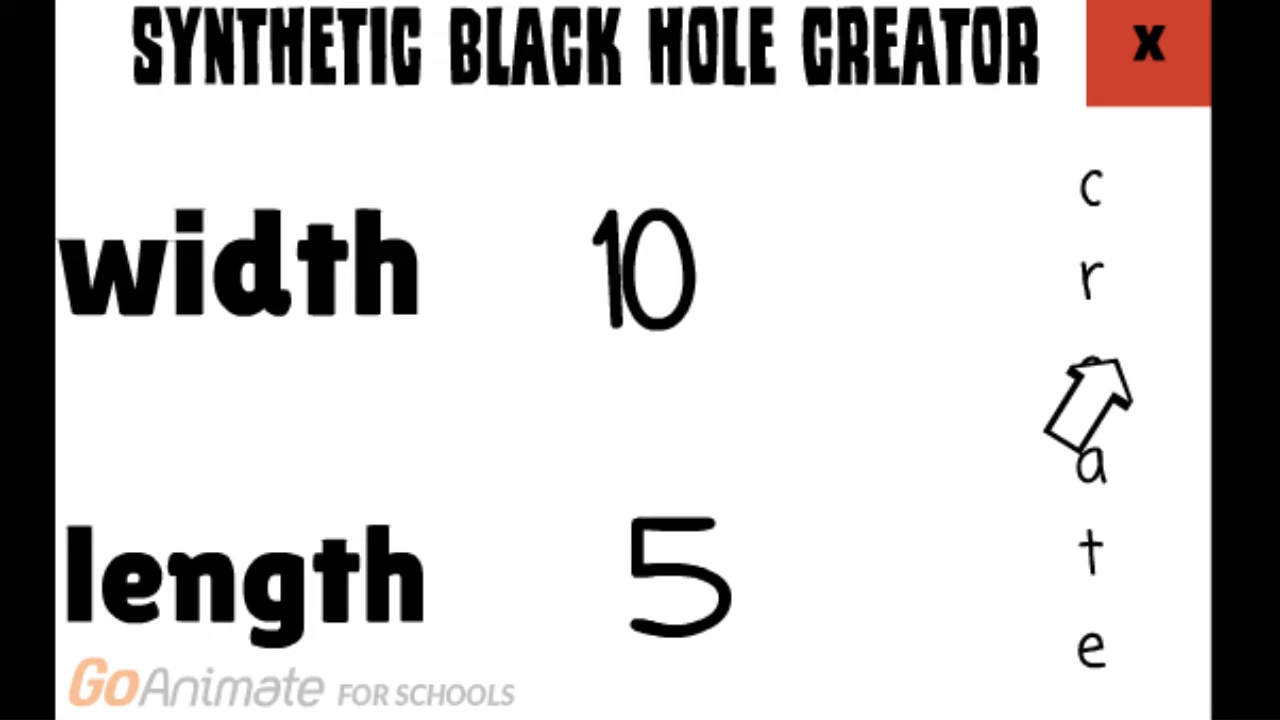 SYNTHETIC BLACK HOLE CREATOR
x
width 10
length 5
c
r
a
t
e
GoAnimate FOR SCHOOLS